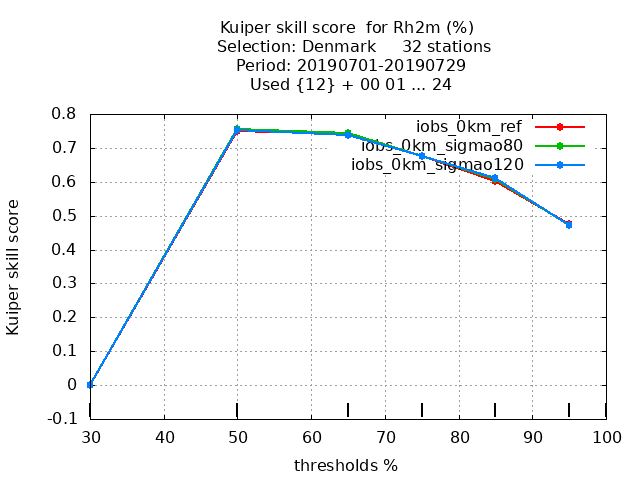 Kuiper skill score  for Rh2m (%)
Selection: Denmark     32 stations
Period: 20190701-20190729
Used {12} + 00 01 ... 24
0.8
0.7
0.6
0.5
0.4
0.3
0.2
0.1
0
-0.1
Kuiper skill score
iobs_0km_ref
iobs_0km_sigmao80
iobs_0km_sigmao120
30 40 50 60 70 80 90 100
thresholds %